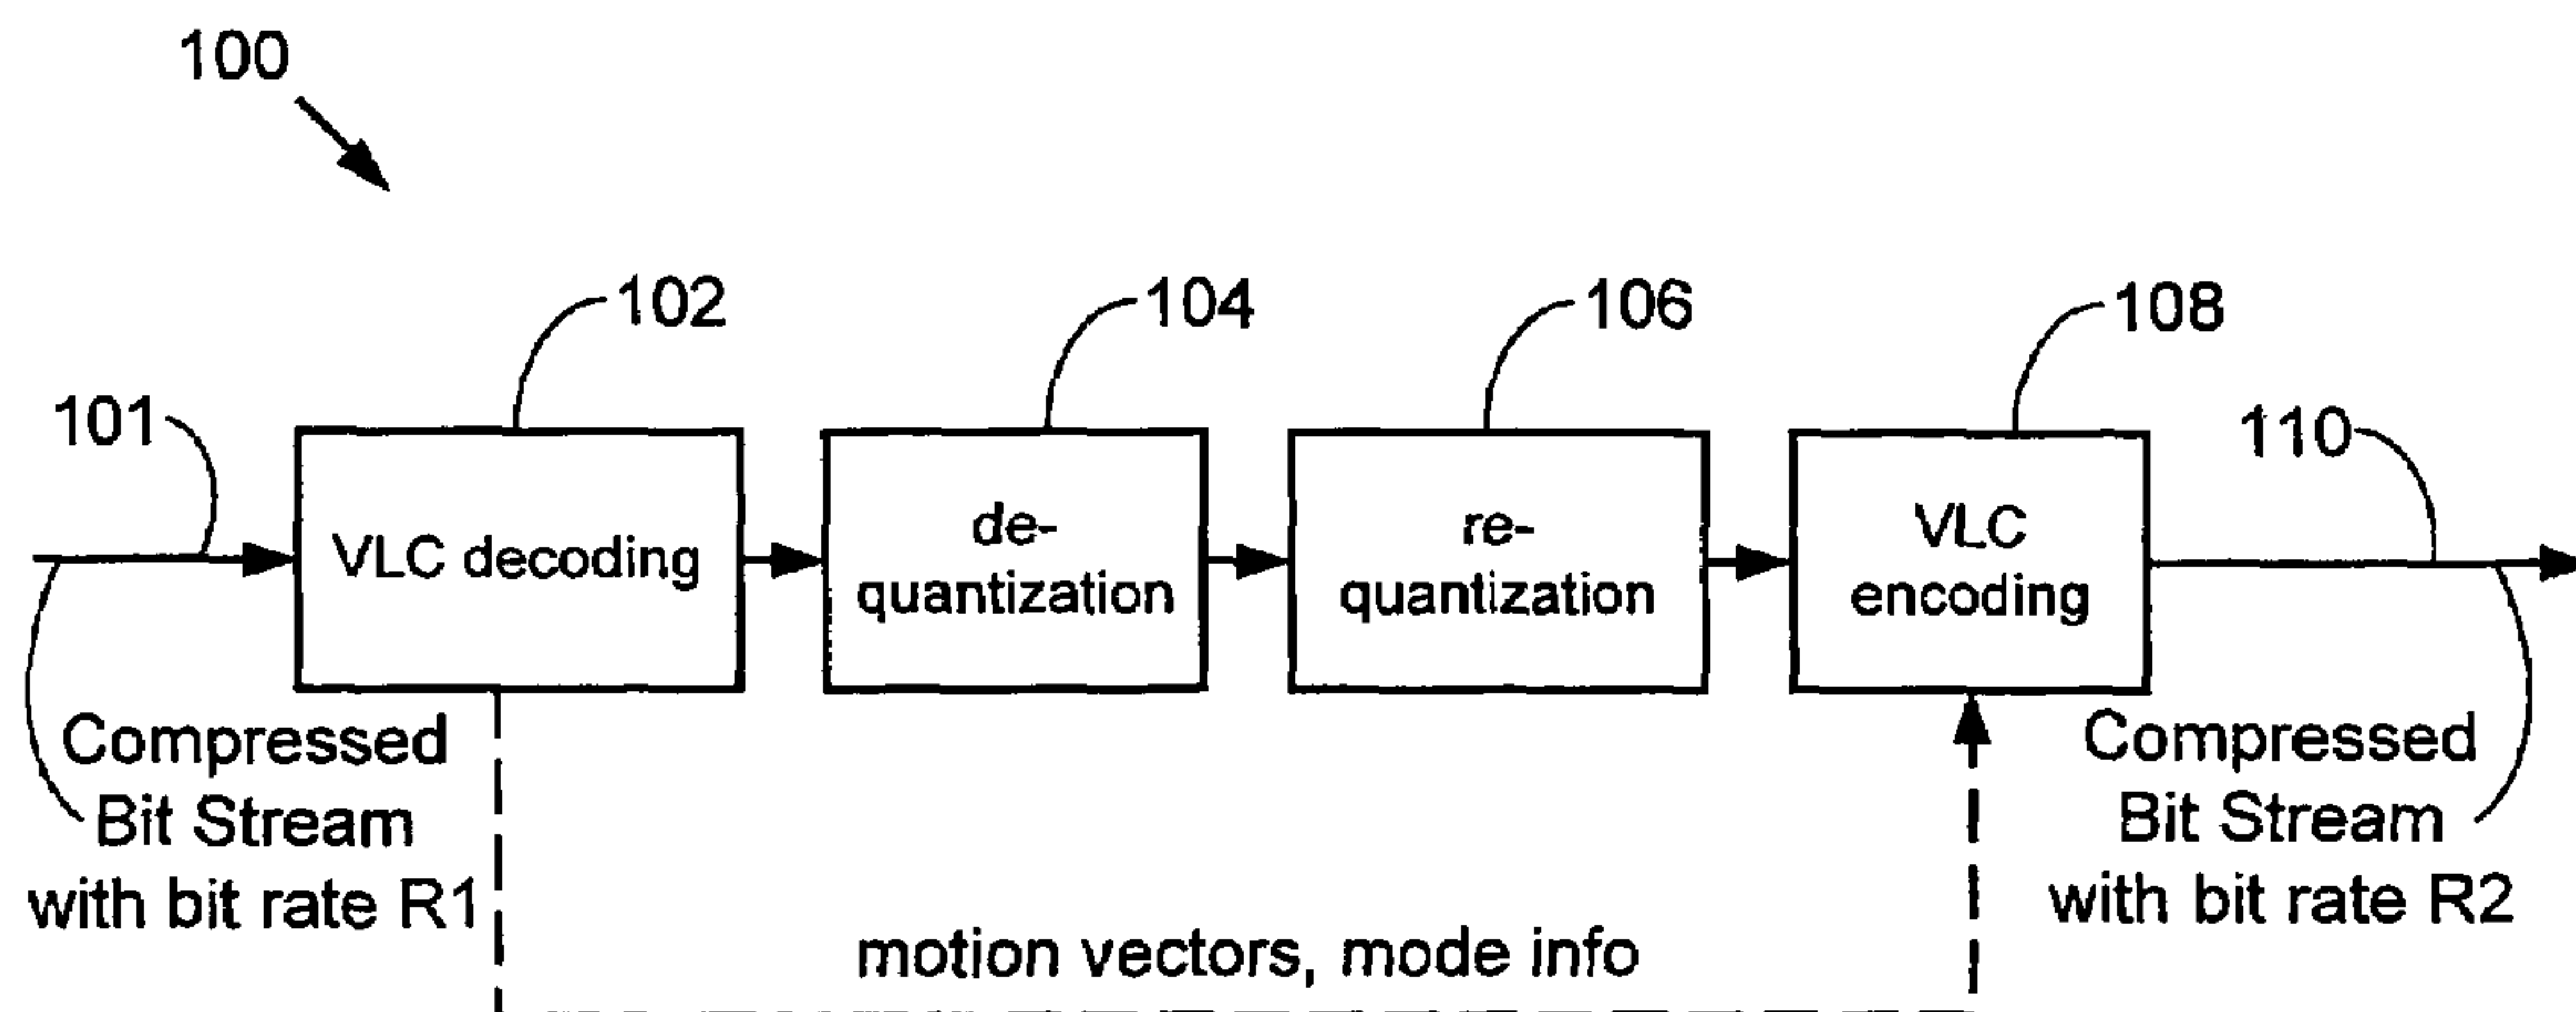 100
102
104
106
108
101
110
VLC decoding
de-
quantization
re-
quantization
VLC
encoding
Compressed
Bit Stream
with bit rate R1
Compressed
Bit Stream
with bit rate R2
motion vectors, mode info